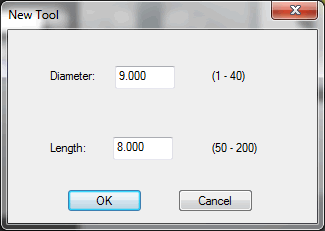 New Tool
Diameter: 9.000 (1 - 40)
Length: 8.000 (50 - 200)
OK Cancel